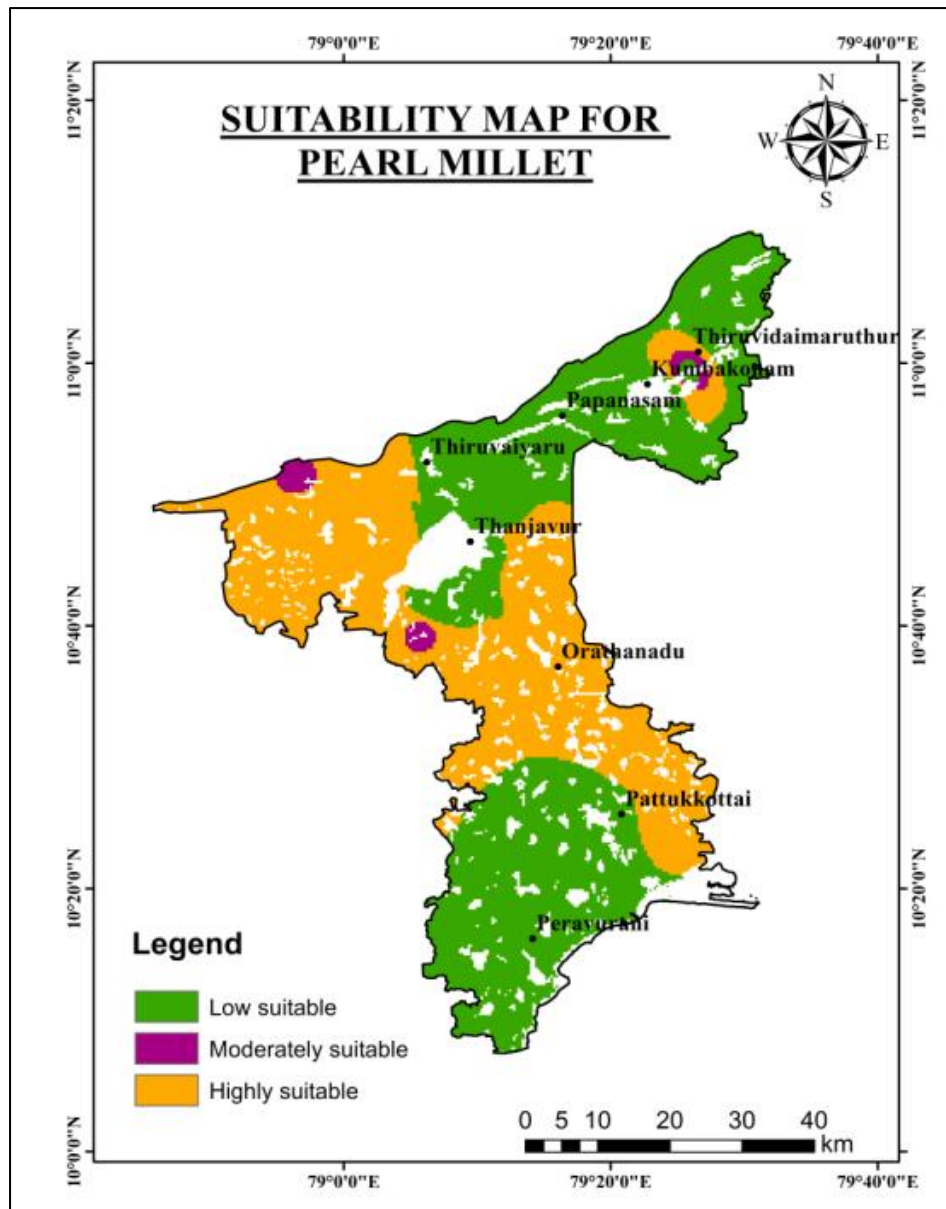 79°0'0"E
79°20'0"E
79°40'0"E
11°20'0"N
11°20'0"N
SUITABILITY MAP FOR
PEARL MILLET
N
W
E
S
Thiruvidaimaruthur
11°0'0"N
11°0'0"N
Kumbakonam
Papanasam
Thiruvaiyaru
Thanjavur
10°40'0"N
10°40'0"N
Orathanadu
Pattukkottai
10°20'0"N
10°20'0"N
Peravurani
Legend
Low suitable
Moderately suitable
Highly suitable
0 5 10 20 30 40
km
10°0'0"N
10°0'0"N
79°0'0"E
79°20'0"E
79°40'0"E